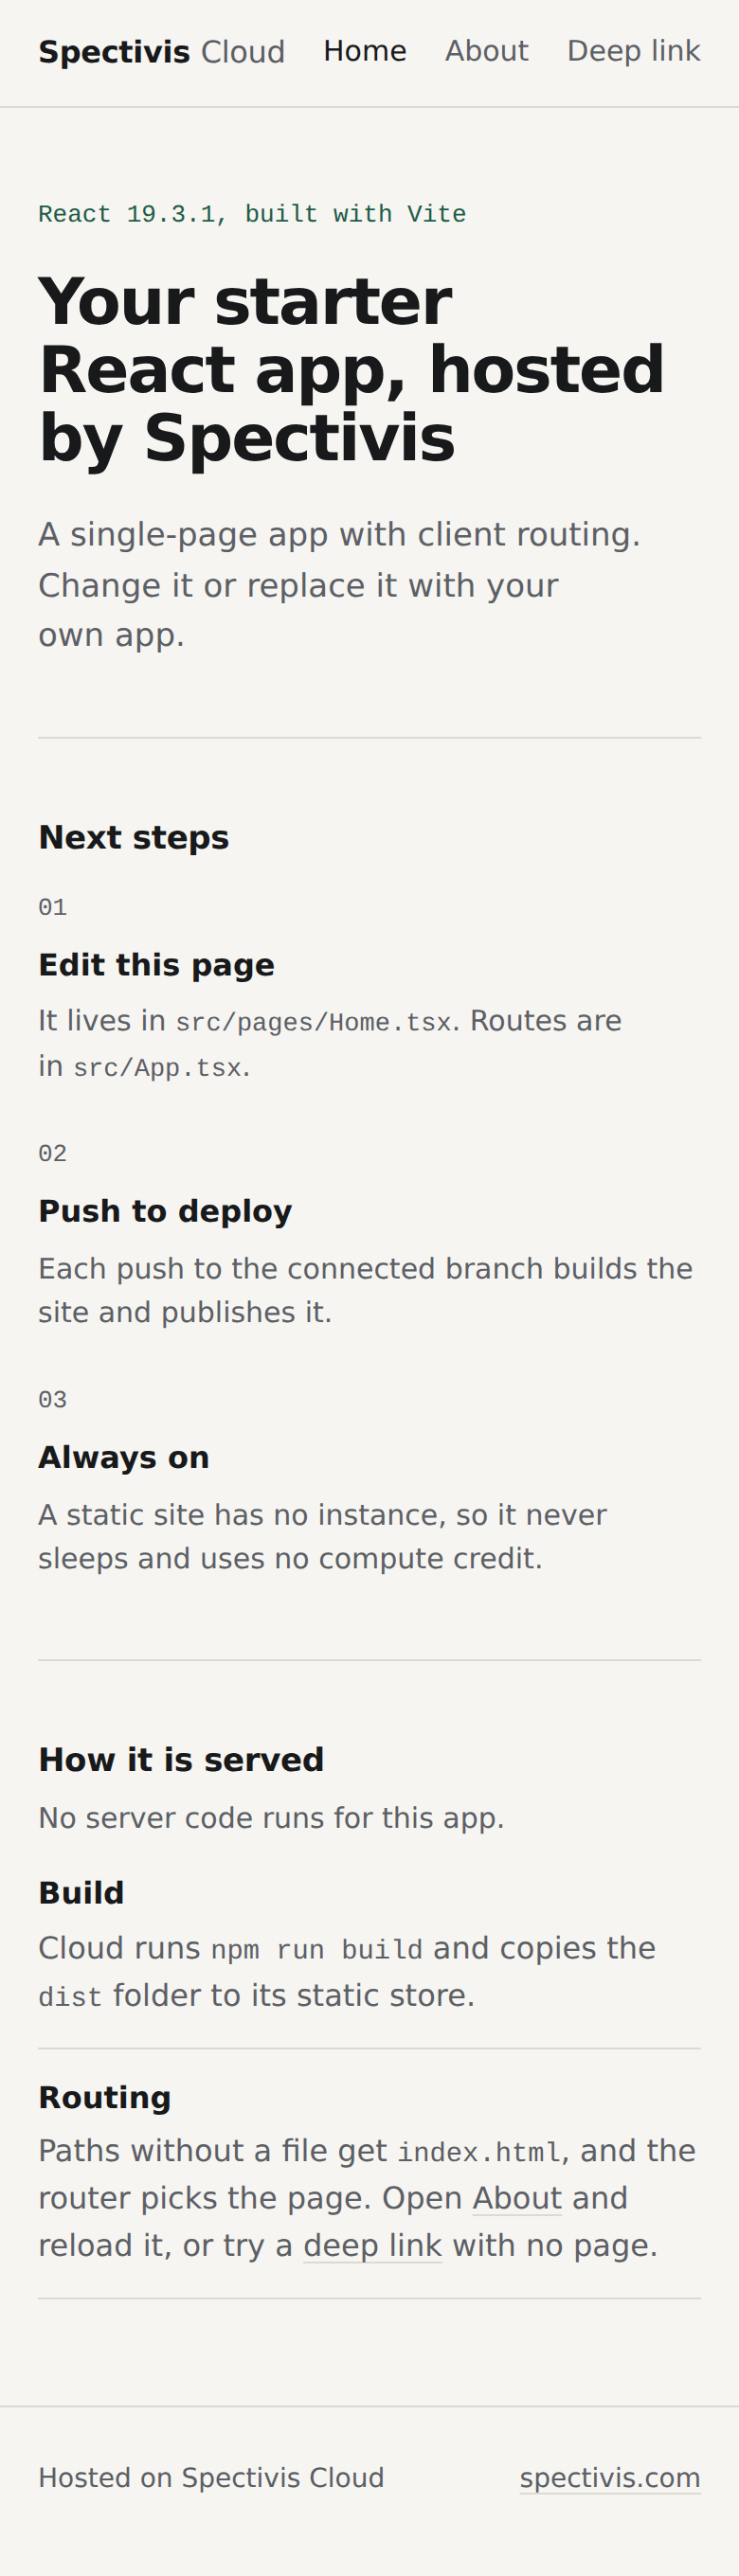 Spectivis Cloud Home About Deep link
React 19.3.1, built with Vite
Your starter
React app, hosted
by Spectivis
A single-page app with client routing.
Change it or replace it with your
own app.
Next steps
01
Edit this page
It lives in src/pages/Home.tsx. Routes are
in src/App.tsx.
02
Push to deploy
Each push to the connected branch builds the
site and publishes it.
03
Always on
A static site has no instance, so it never
sleeps and uses no compute credit.
How it is served
No server code runs for this app.
Build
Cloud runs npm run build and copies the
dist folder to its static store.
Routing
Paths without a file get index.html, and the
router picks the page. Open About and
reload it, or try a deep link with no page.
Hosted on Spectivis Cloud spectivis.com